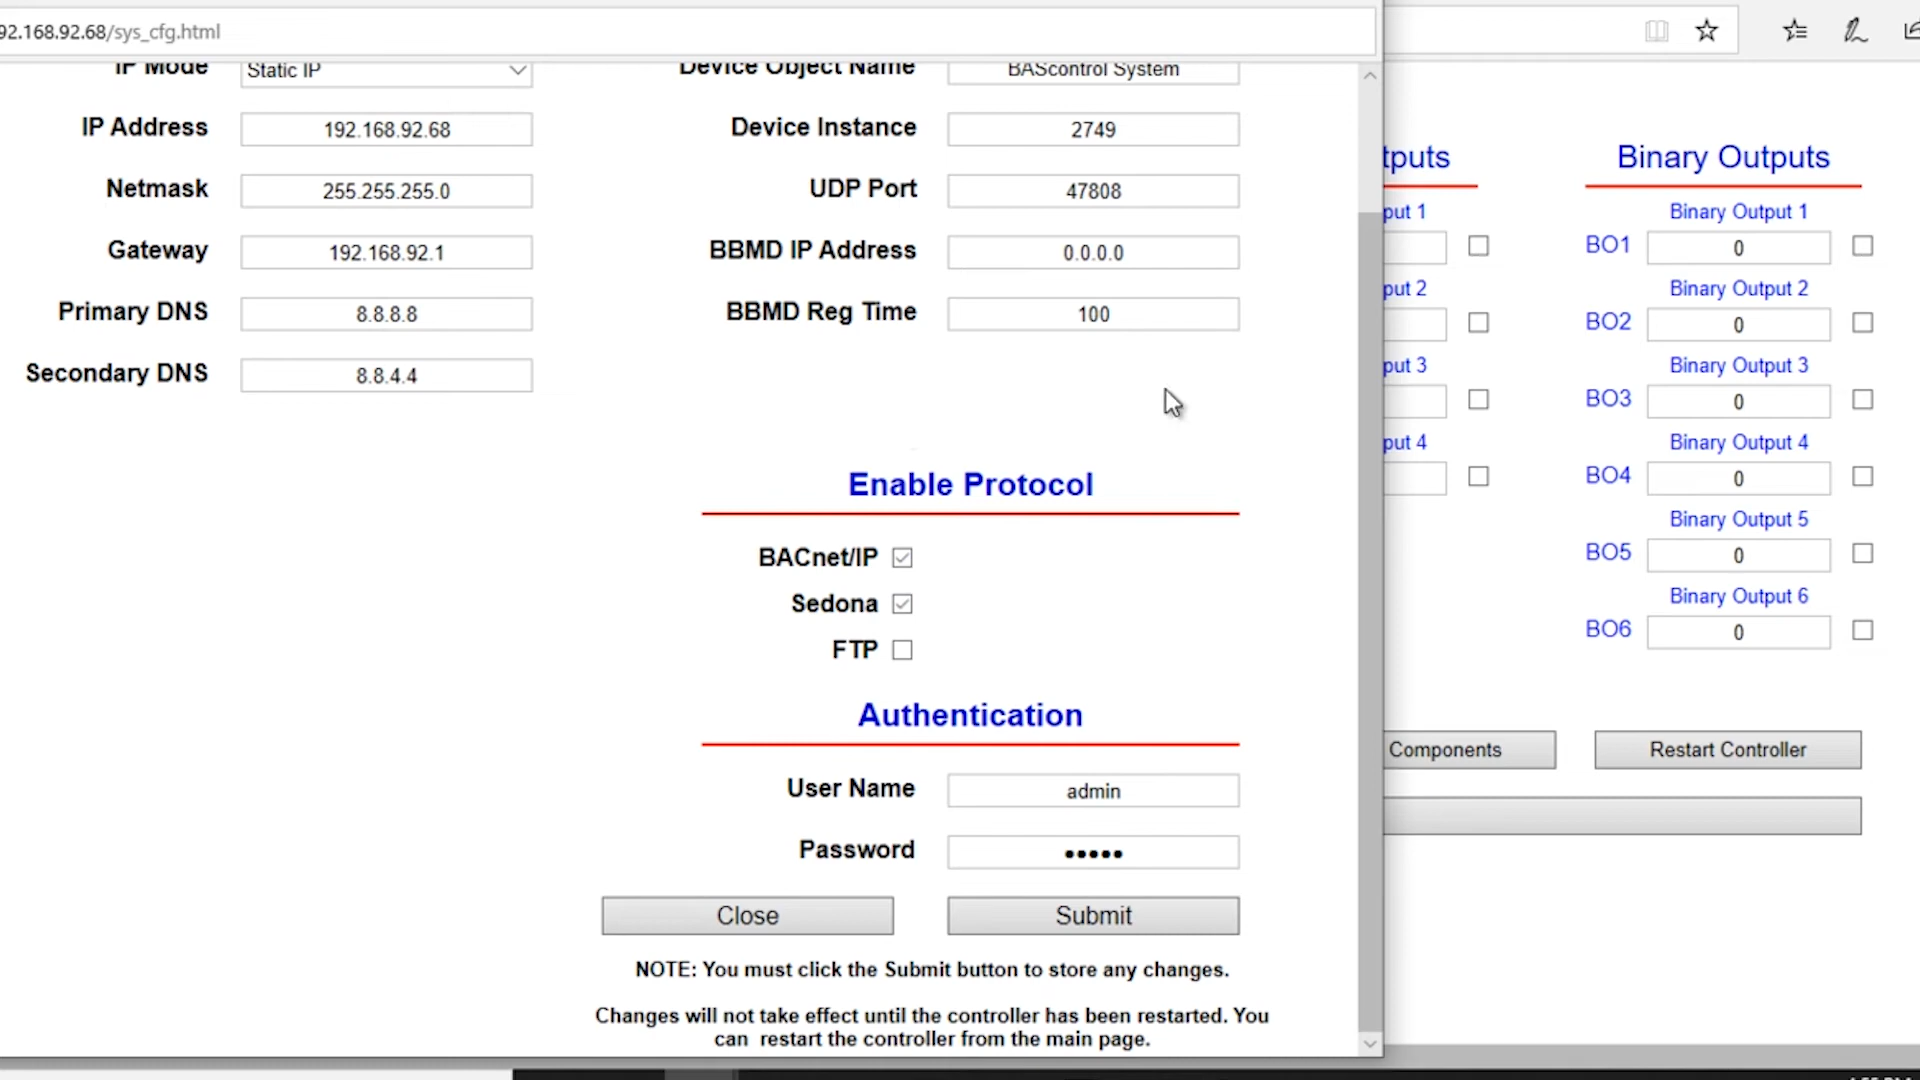 92.168.92.68/sys_cfg.html
IP Mode
Static IP
IP Address
192.168.92.68
Netmask
255.255.255.0
Gateway
192.168.92.1
Primary DNS
8.8.8.8
Secondary DNS
8.8.4.4
Device Object Name
BAScontrol System
Device Instance
2749
UDP Port
47808
BBMD IP Address
0.0.0.0
BBMD Reg Time
100
Enable Protocol
BACnet/IP
Sedona
FTP
Authentication
User Name
admin
Password
•••••
Close
Submit
NOTE: You must click the Submit button to store any changes.
Changes will not take effect until the controller has been restarted. You
can restart the controller from the main page.
tputs
put 1
put 2
put 3
put 4
Binary Outputs
Binary Output 1
BO1
0
Binary Output 2
BO2
0
Binary Output 3
BO3
0
Binary Output 4
BO4
0
Binary Output 5
BO5
0
Binary Output 6
BO6
0
Components
Restart Controller